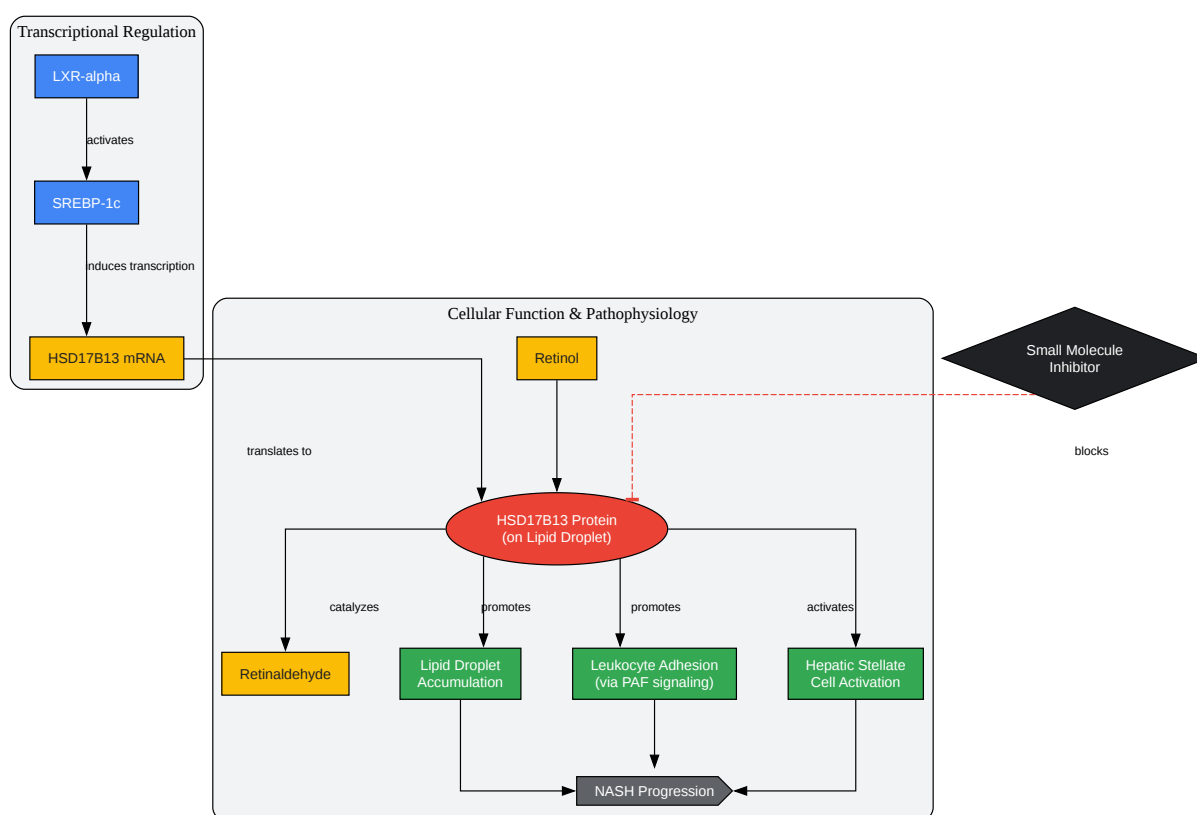 Transcriptional Regulation
LXR-alpha
activates
SREBP-1c
induces transcription
HSD17B13 mRNA
Cellular Function & Pathophysiology
Retinol
Small Molecule
Inhibitor
translates to
blocks
HSD17B13 Protein
(on Lipid Droplet)
catalyzes
promotes
promotes
activates
Retinaldehyde
Lipid Droplet
Accumulation
Leukocyte Adhesion
(via PAF signaling)
Hepatic Stellate
Cell Activation
NASH Progression